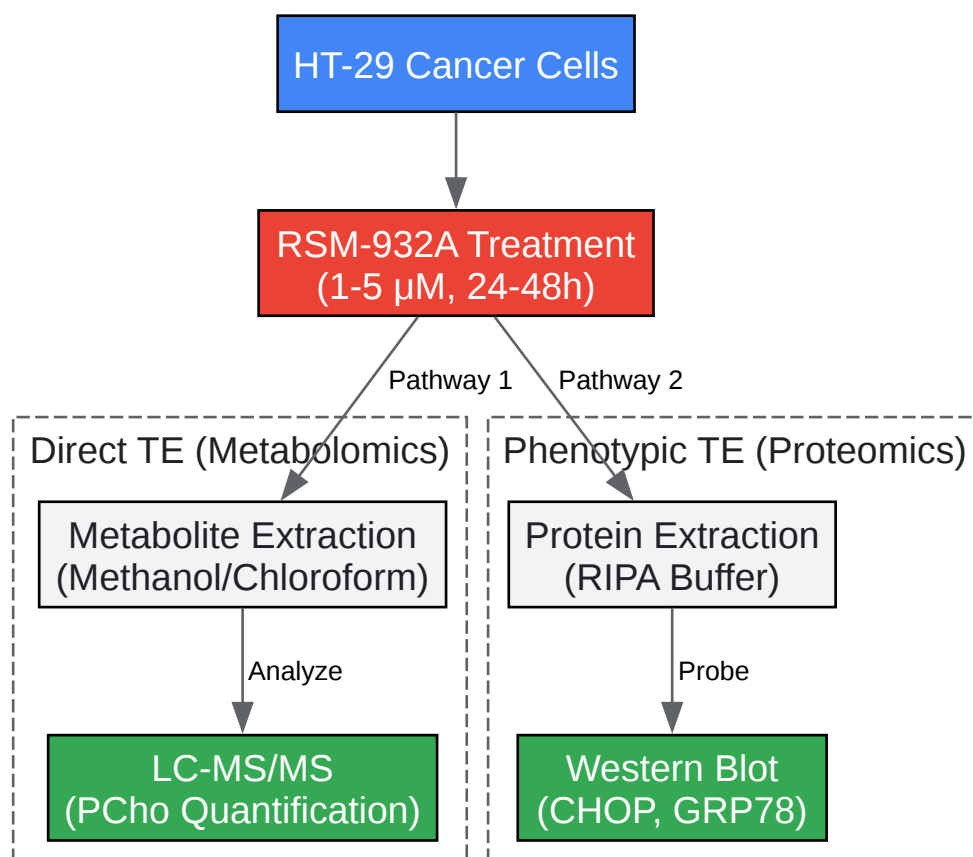 HT-29 Cancer Cells
RSM-932A Treatment
(1-5 μM, 24-48h)
Pathway 1
Pathway 2
Direct TE (Metabolomics)
Metabolite Extraction
(Methanol/Chloroform)
Analyze
LC-MS/MS
(PCho Quantification)
Phenotypic TE (Proteomics)
Protein Extraction
(RIPA Buffer)
Probe
Western Blot
(CHOP, GRP78)